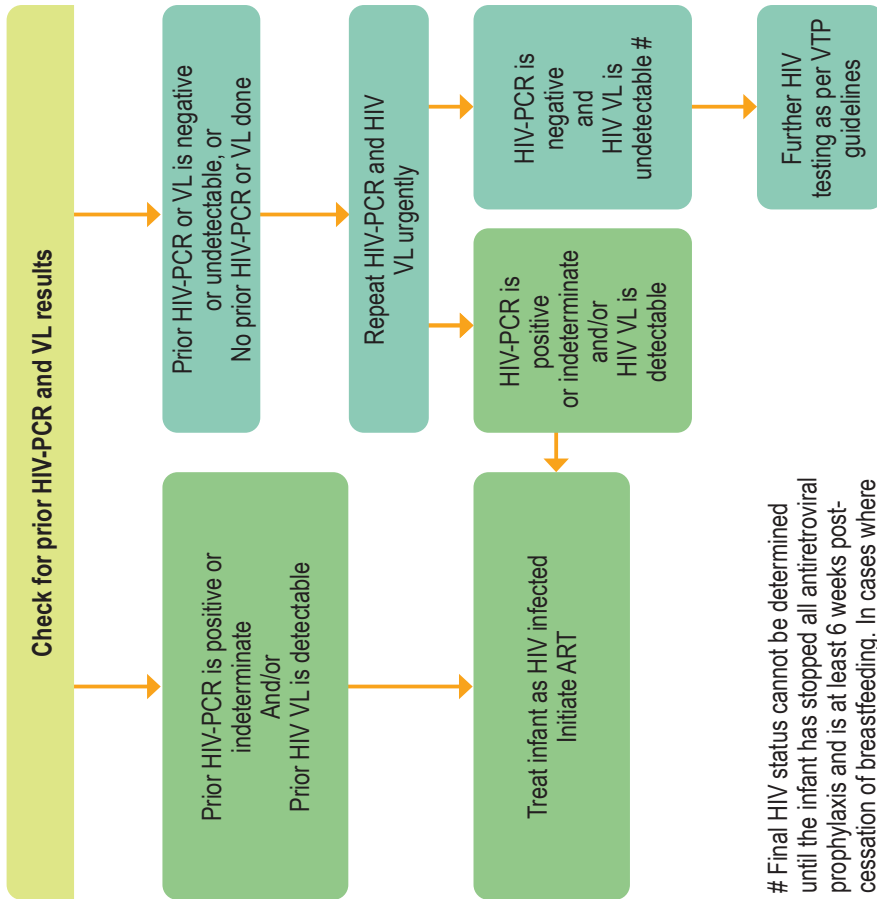 Check for prior HIV-PCR and VL results
Prior HIV-PCR is positive or
indeterminate
And/or
Prior HIV VL is detectable
Treat infant as HIV infected
Initiate ART
Prior HIV-PCR or VL is negative
or undetectable, or
No prior HIV-PCR or VL done
Repeat HIV-PCR and HIV
VL urgently
HIV-PCR is
positive
or indeterminate
and/or
HIV VL is
detectable
HIV-PCR is
negative
and
HIV VL is
undetectable #
Further HIV
testing as per VTP
guidelines
# Final HIV status cannot be determined
until the infant has stopped all antiretroviral
prophylaxis and is at least 6 weeks post-
cessation of breastfeeding. In cases where